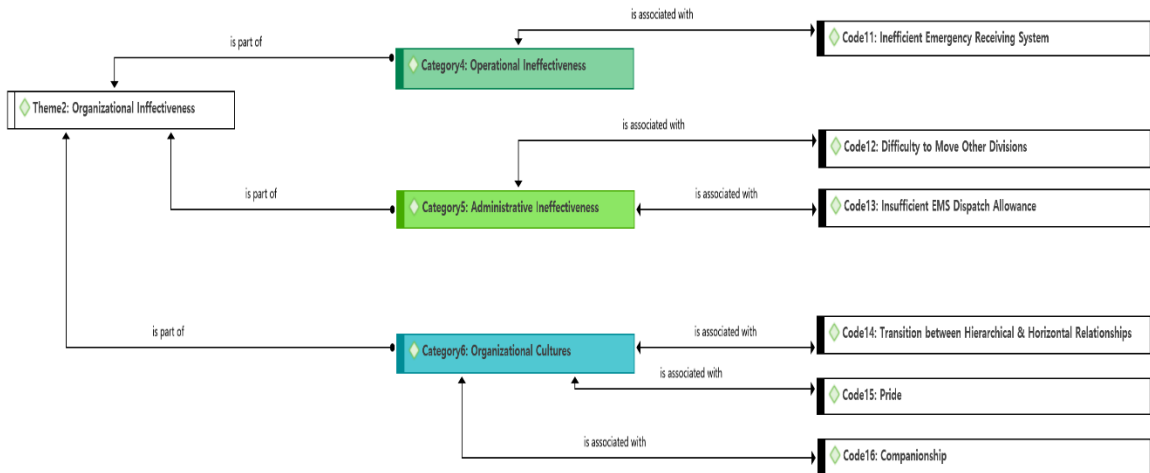 is associated with
Code11: Inefficient Emergency Receiving System
is part of
Category4: Operational Ineffectiveness
Theme2: Organizational Inffectiveness
is associated with
Code12: Difficulty to Move Other Divisions
is part of
Category5: Administrative Ineffectiveness
is associated with
Code13: Insufficient EMS Dispatch Allowance
is part of
Category6: Organizational Cultures
is associated with
Code14: Transition between Hierarchical & Horizontal Relationships
is associated with
Code15: Pride
is associated with
Code16: Companionship